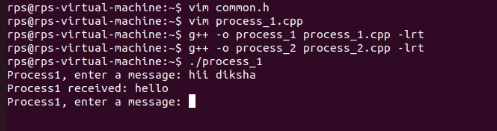 rps@rps-virtual-machine:~$ vim common.h
rps@rps-virtual-machine:~$ vim process_1.cpp
rps@rps-virtual-machine:~$ g++ -o process_1 process_1.cpp -lrt
rps@rps-virtual-machine:~$ g++ -o process_2 process_2.cpp -lrt
rps@rps-virtual-machine:~$ ./process_1
Process1, enter a message: hii diksha
Process1 received: hello
Process1, enter a message: